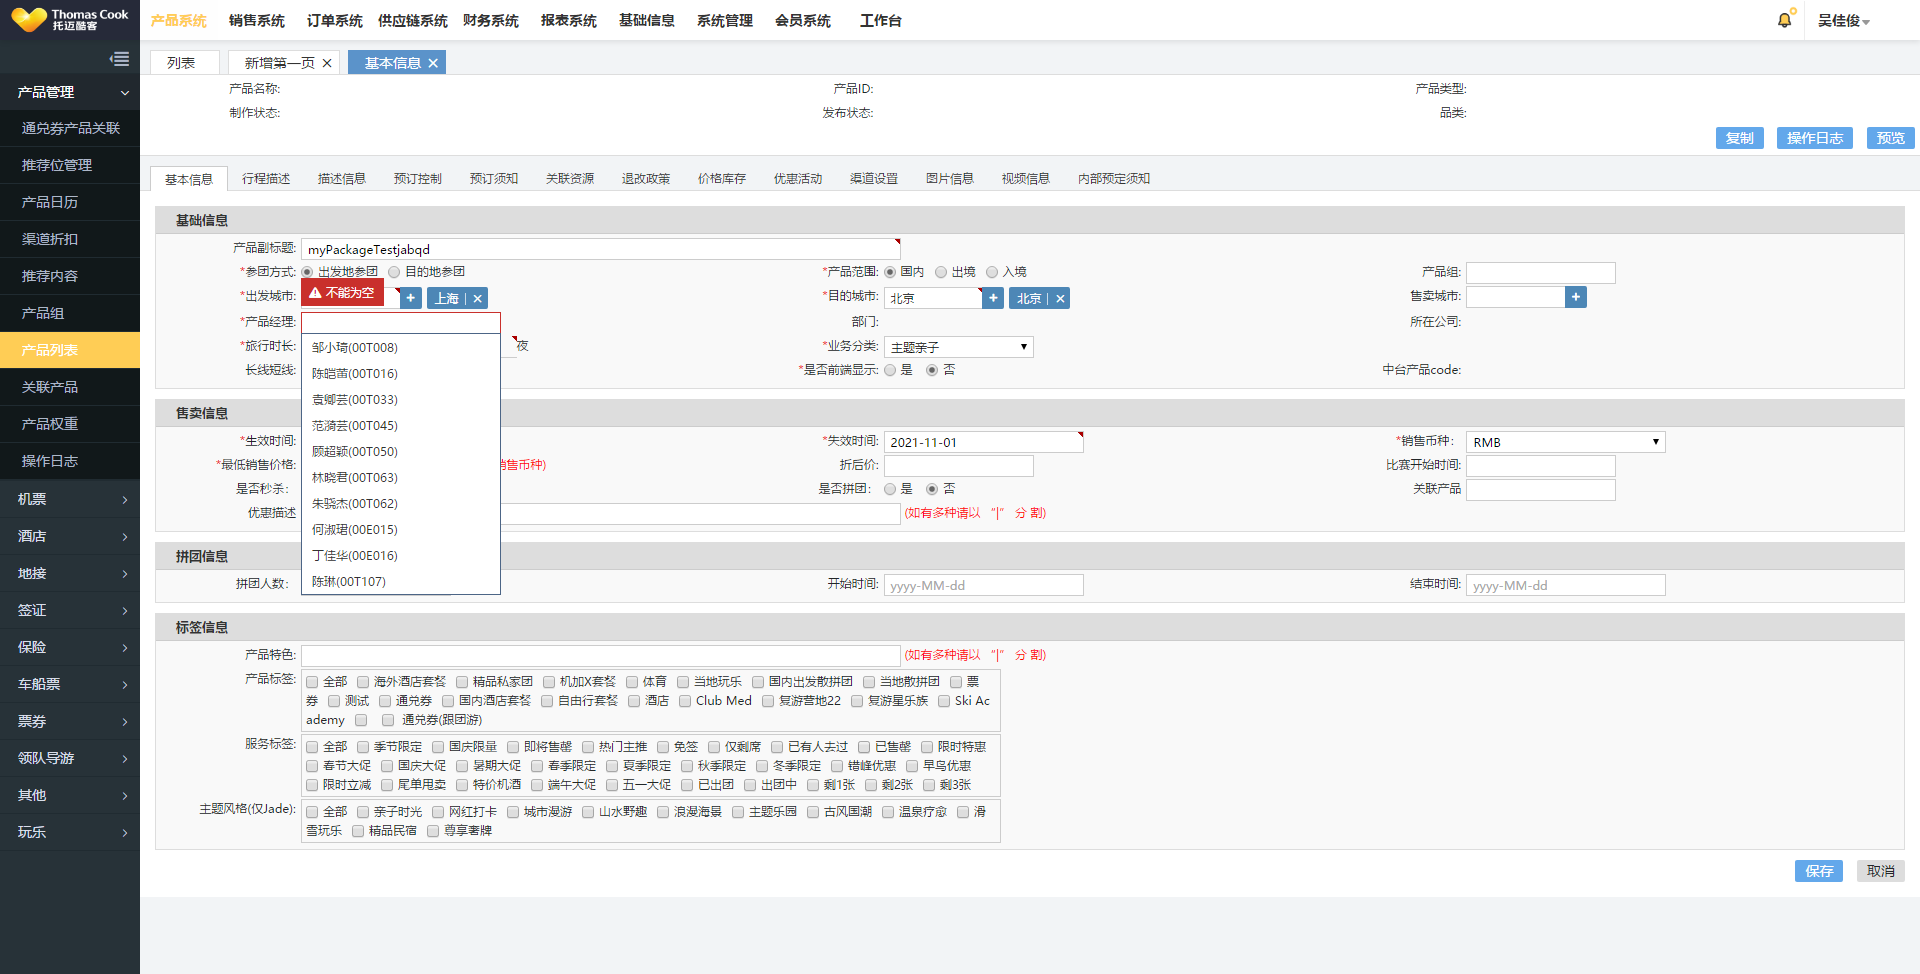 Thomas Cook
托迈酷客
产品系统 销售系统 订单系统 供应链系统 财务系统 报表系统 基础信息 系统管理 会员系统 工作台
吴佳俊
列表 新增第一页 基本信息
产品管理
通兑券产品关联
推荐位管理
产品日历
渠道折扣
推荐内容
产品组
产品列表
关联产品
产品权重
操作日志
机票
酒店
地接
签证
保险
车船票
票券
领队导游
其他
玩乐
产品名称: 产品ID: 产品类型:
制作状态: 发布状态: 品类:
复制 操作日志 预览
基本信息 行程描述 描述信息 预订控制 预订须知 关联资源 退改政策 价格库存 优惠活动 渠道设置 图片信息 视频信息 内部预定须知
基础信息
产品副标题: myPackageTestjabqd
*参团方式: 出发地参团 目的地参团 *产品范围: 国内 出境 入境 产品组:
*出发城市: 不能为空 + 上海 *目的城市: 北京 + 北京 售卖城市: +
*产品经理: 部门: 所在公司:
*旅行时长: 夜 *业务分类: 主题亲子
长线短线: *是否前端显示: 是 否 中台产品code:
邹小琦(00T008)
陈皑苗(00T016)
袁卿芸(00T033)
范漪芸(00T045)
顾超颖(00T050)
林晓君(00T063)
朱骁杰(00T062)
何淑珺(00E015)
丁佳华(00E016)
陈琳(00T107)
售卖信息
*生效时间: *失效时间: 2021-11-01 *销售币种: RMB
*最低销售价格: 销售币种) 折后价: 比赛开始时间:
是否秒杀: 是否拼团: 是 否 关联产品
优惠描述 (如有多种请以 “|” 分 割)
拼团信息
拼团人数: 开始时间: yyyy-MM-dd 结束时间: yyyy-MM-dd
标签信息
产品特色: (如有多种请以 “|” 分 割)
产品标签: 全部 海外酒店套餐 精品私家团 机加X套餐 体育 当地玩乐 国内出发散拼团 当地散拼团 票
券 测试 通兑券 国内酒店套餐 自由行套餐 酒店 Club Med 复游营地22 复游星乐族 Ski Ac
ademy 通兑券(跟团游)
服务标签: 全部 季节限定 国庆限量 即将售罄 热门主推 免签 仅剩席 已有人去过 已售罄 限时特惠
春节大促 国庆大促 暑期大促 春季限定 夏季限定 秋季限定 冬季限定 错峰优惠 早鸟优惠
限时立减 尾单甩卖 特价机酒 端午大促 五一大促 已出团 出团中 剩1张 剩2张 剩3张
主题风格(仅Jade): 全部 亲子时光 网红打卡 城市漫游 山水野趣 浪漫海景 主题乐园 古风国潮 温泉疗愈 滑
雪玩乐 精品民宿 尊享奢牌
保存 取消